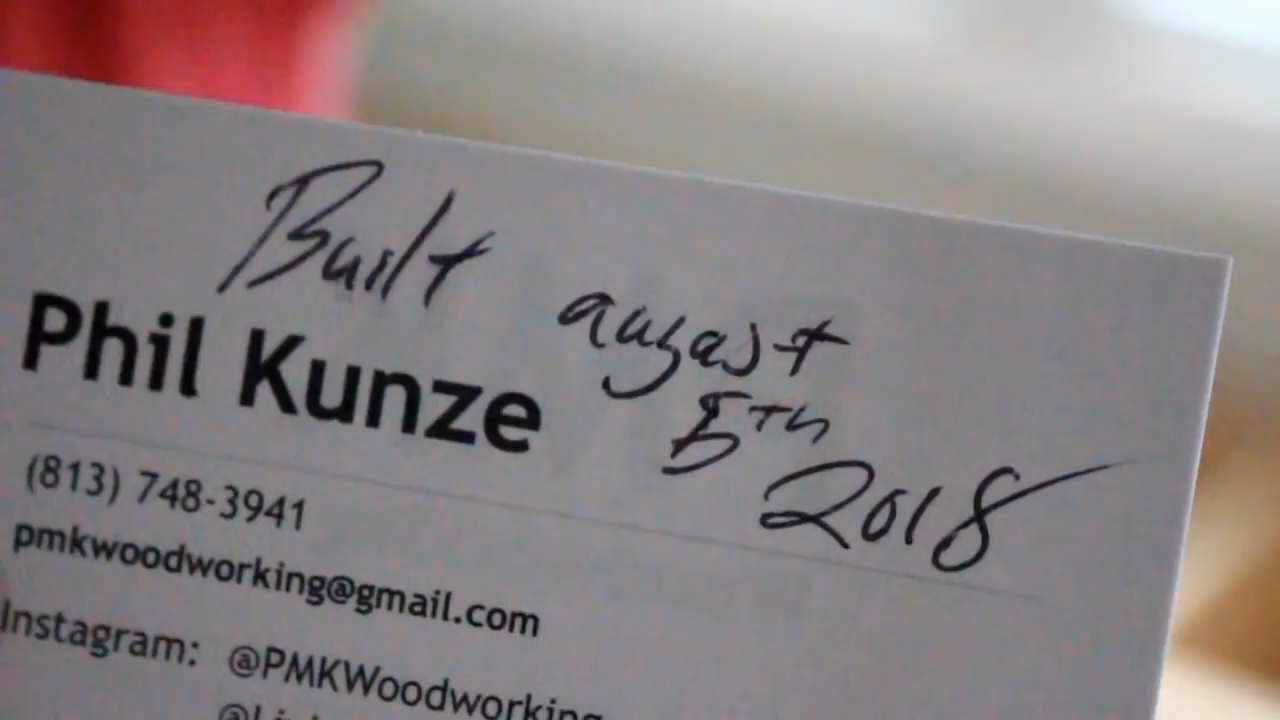 Built august
5th
2018
Phil Kunze
(813) 748-3941
pmkwoodworking@gmail.com
Instagram: @PMKWoodworking